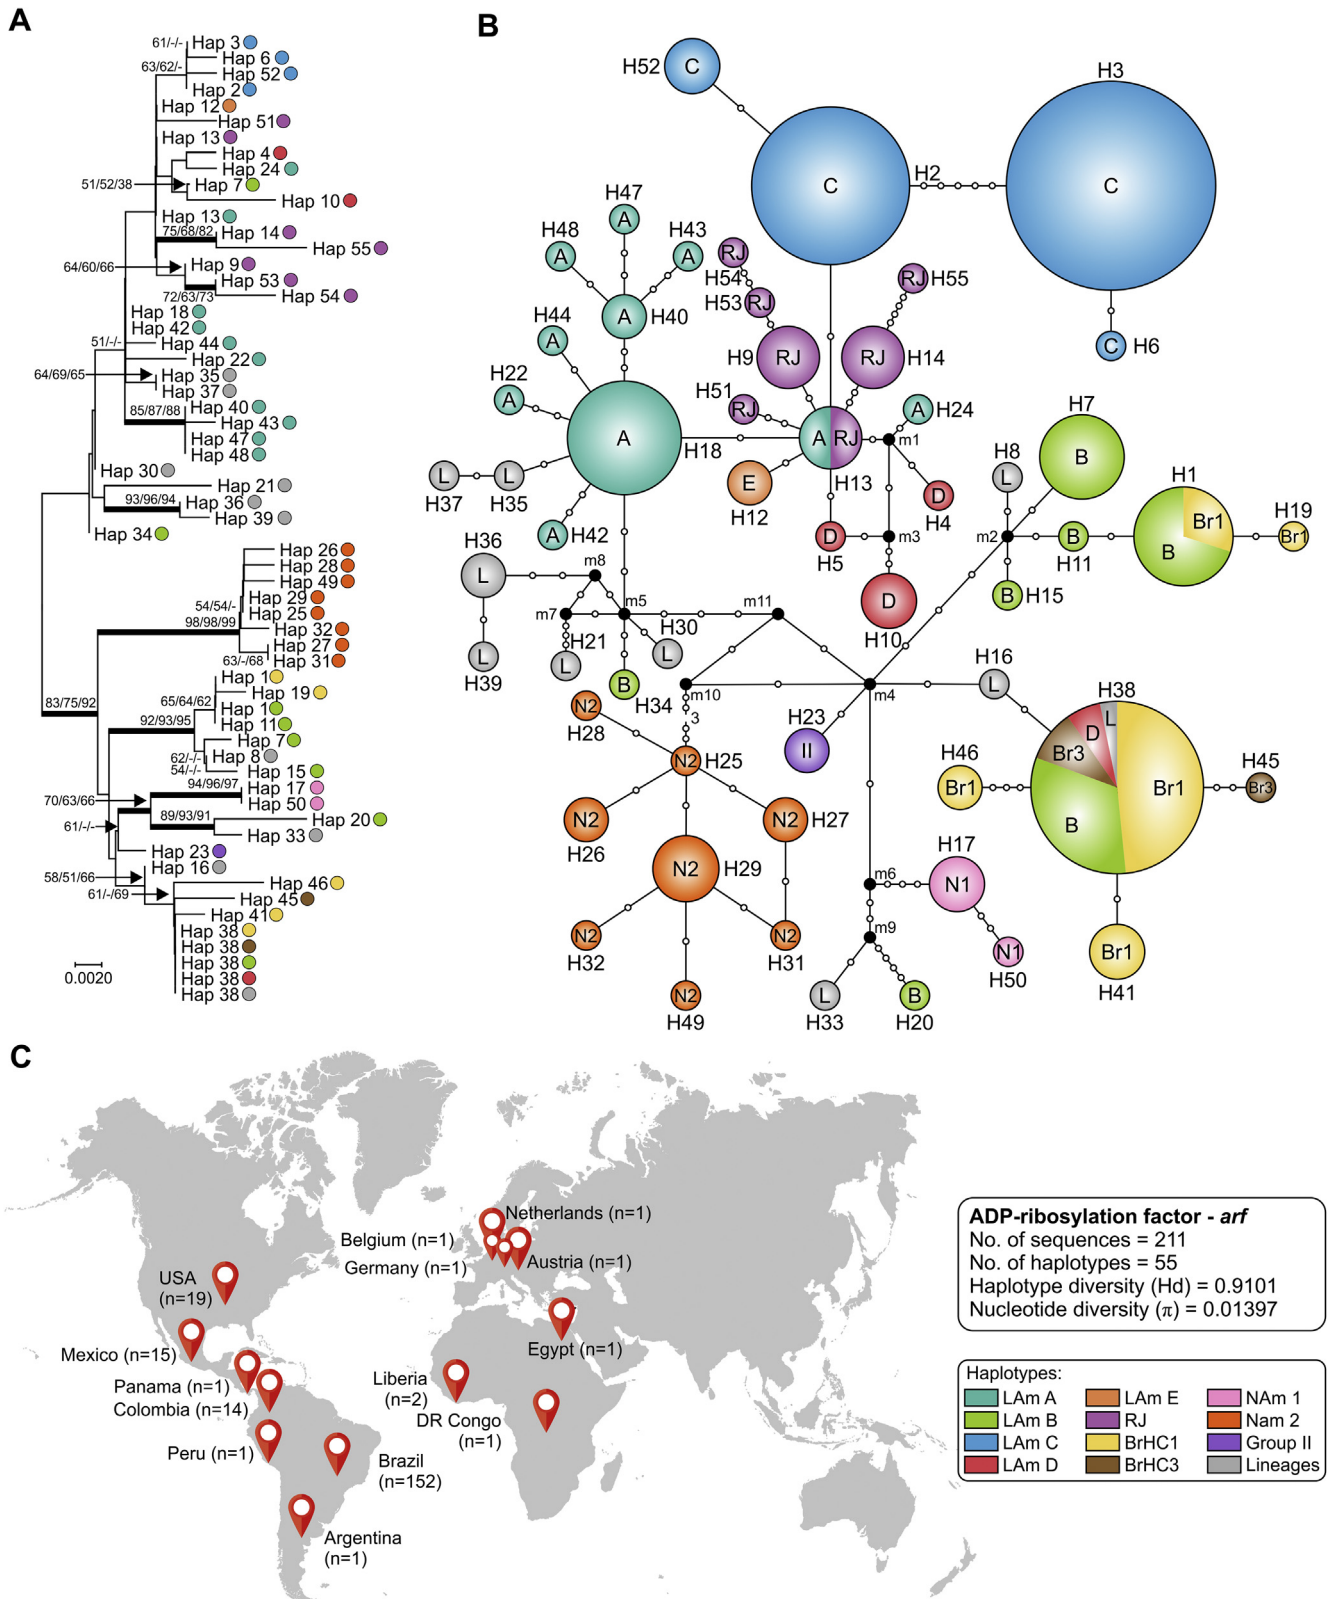 A
61/-/-
Hap 3
Hap 6
63/62/-
Hap 52
Hap 2
Hap 12
Hap 51
Hap 13
Hap 4
Hap 24
51/52/38
Hap 7
Hap 10
Hap 13
75/68/82
Hap 14
Hap 55
64/60/66
Hap 9
Hap 53
72/63/73
Hap 54
Hap 18
Hap 42
51/-/-
Hap 44
Hap 22
64/69/65
Hap 35
Hap 37
85/87/88
Hap 40
Hap 43
Hap 47
Hap 48
Hap 30
Hap 21
93/96/94
Hap 36
Hap 39
Hap 34
Hap 26
Hap 28
Hap 49
54/54/-
Hap 29
98/98/99
Hap 25
Hap 32
Hap 27
63/-/68
Hap 31
Hap 1
65/64/62
Hap 19
83/75/92
Hap 1
92/93/95
Hap 11
Hap 7
62/-/-
Hap 8
54/-/-
Hap 15
94/96/97
Hap 17
70/63/66
Hap 50
89/93/91
Hap 20
61/-/-
Hap 33
Hap 23
Hap 16
58/51/66
Hap 46
61/-/69
Hap 45
Hap 41
Hap 38
Hap 38
Hap 38
Hap 38
Hap 38
0.0020
B
H52
C
H3
C
H2
C
H47
A
H48
A
H43
A
A
H40
RJ
H54
RJ
H55
H53
RJ
C
H6
H44
A
H9
RJ
RJ
H14
H22
A
H51
RJ
A
H24
H7
B
A
H18
A
RJ
H13
m1
H8
L
H1
L
H37
L
H35
E
H12
D
H4
B
Br1
H19
Br1
A
H42
D
H5
m3
m2
B
H11
H36
L
m8
D
H10
B
H15
m7
m5
m11
H21
L
H30
L
L
H39
B
H34
m10
m4
H16
L
H38
3
N2
H28
H23
II
L
D
Br3
Br1
B
N2
H25
H46
Br1
H45
Br3
N2
H26
N2
H27
N2
H29
m6
H17
N1
N2
H32
N2
H31
m9
N1
H50
Br1
H41
N2
H49
L
H33
B
H20
C
Netherlands (n=1)
Belgium (n=1)
Germany (n=1)
Austria (n=1)
USA
(n=19)
Mexico (n=15)
Egypt (n=1)
Panama (n=1)
Liberia
(n=2)
Colombia (n=14)
DR Congo
(n=1)
Peru (n=1)
Brazil
(n=152)
Argentina
(n=1)
ADP-ribosylation factor - arf
No. of sequences = 211
No. of haplotypes = 55
Haplotype diversity (Hd) = 0.9101
Nucleotide diversity (π) = 0.01397
Haplotypes:
LAm A
LAm E
NAm 1
LAm B
RJ
Nam 2
LAm C
BrHC1
Group II
LAm D
BrHC3
Lineages